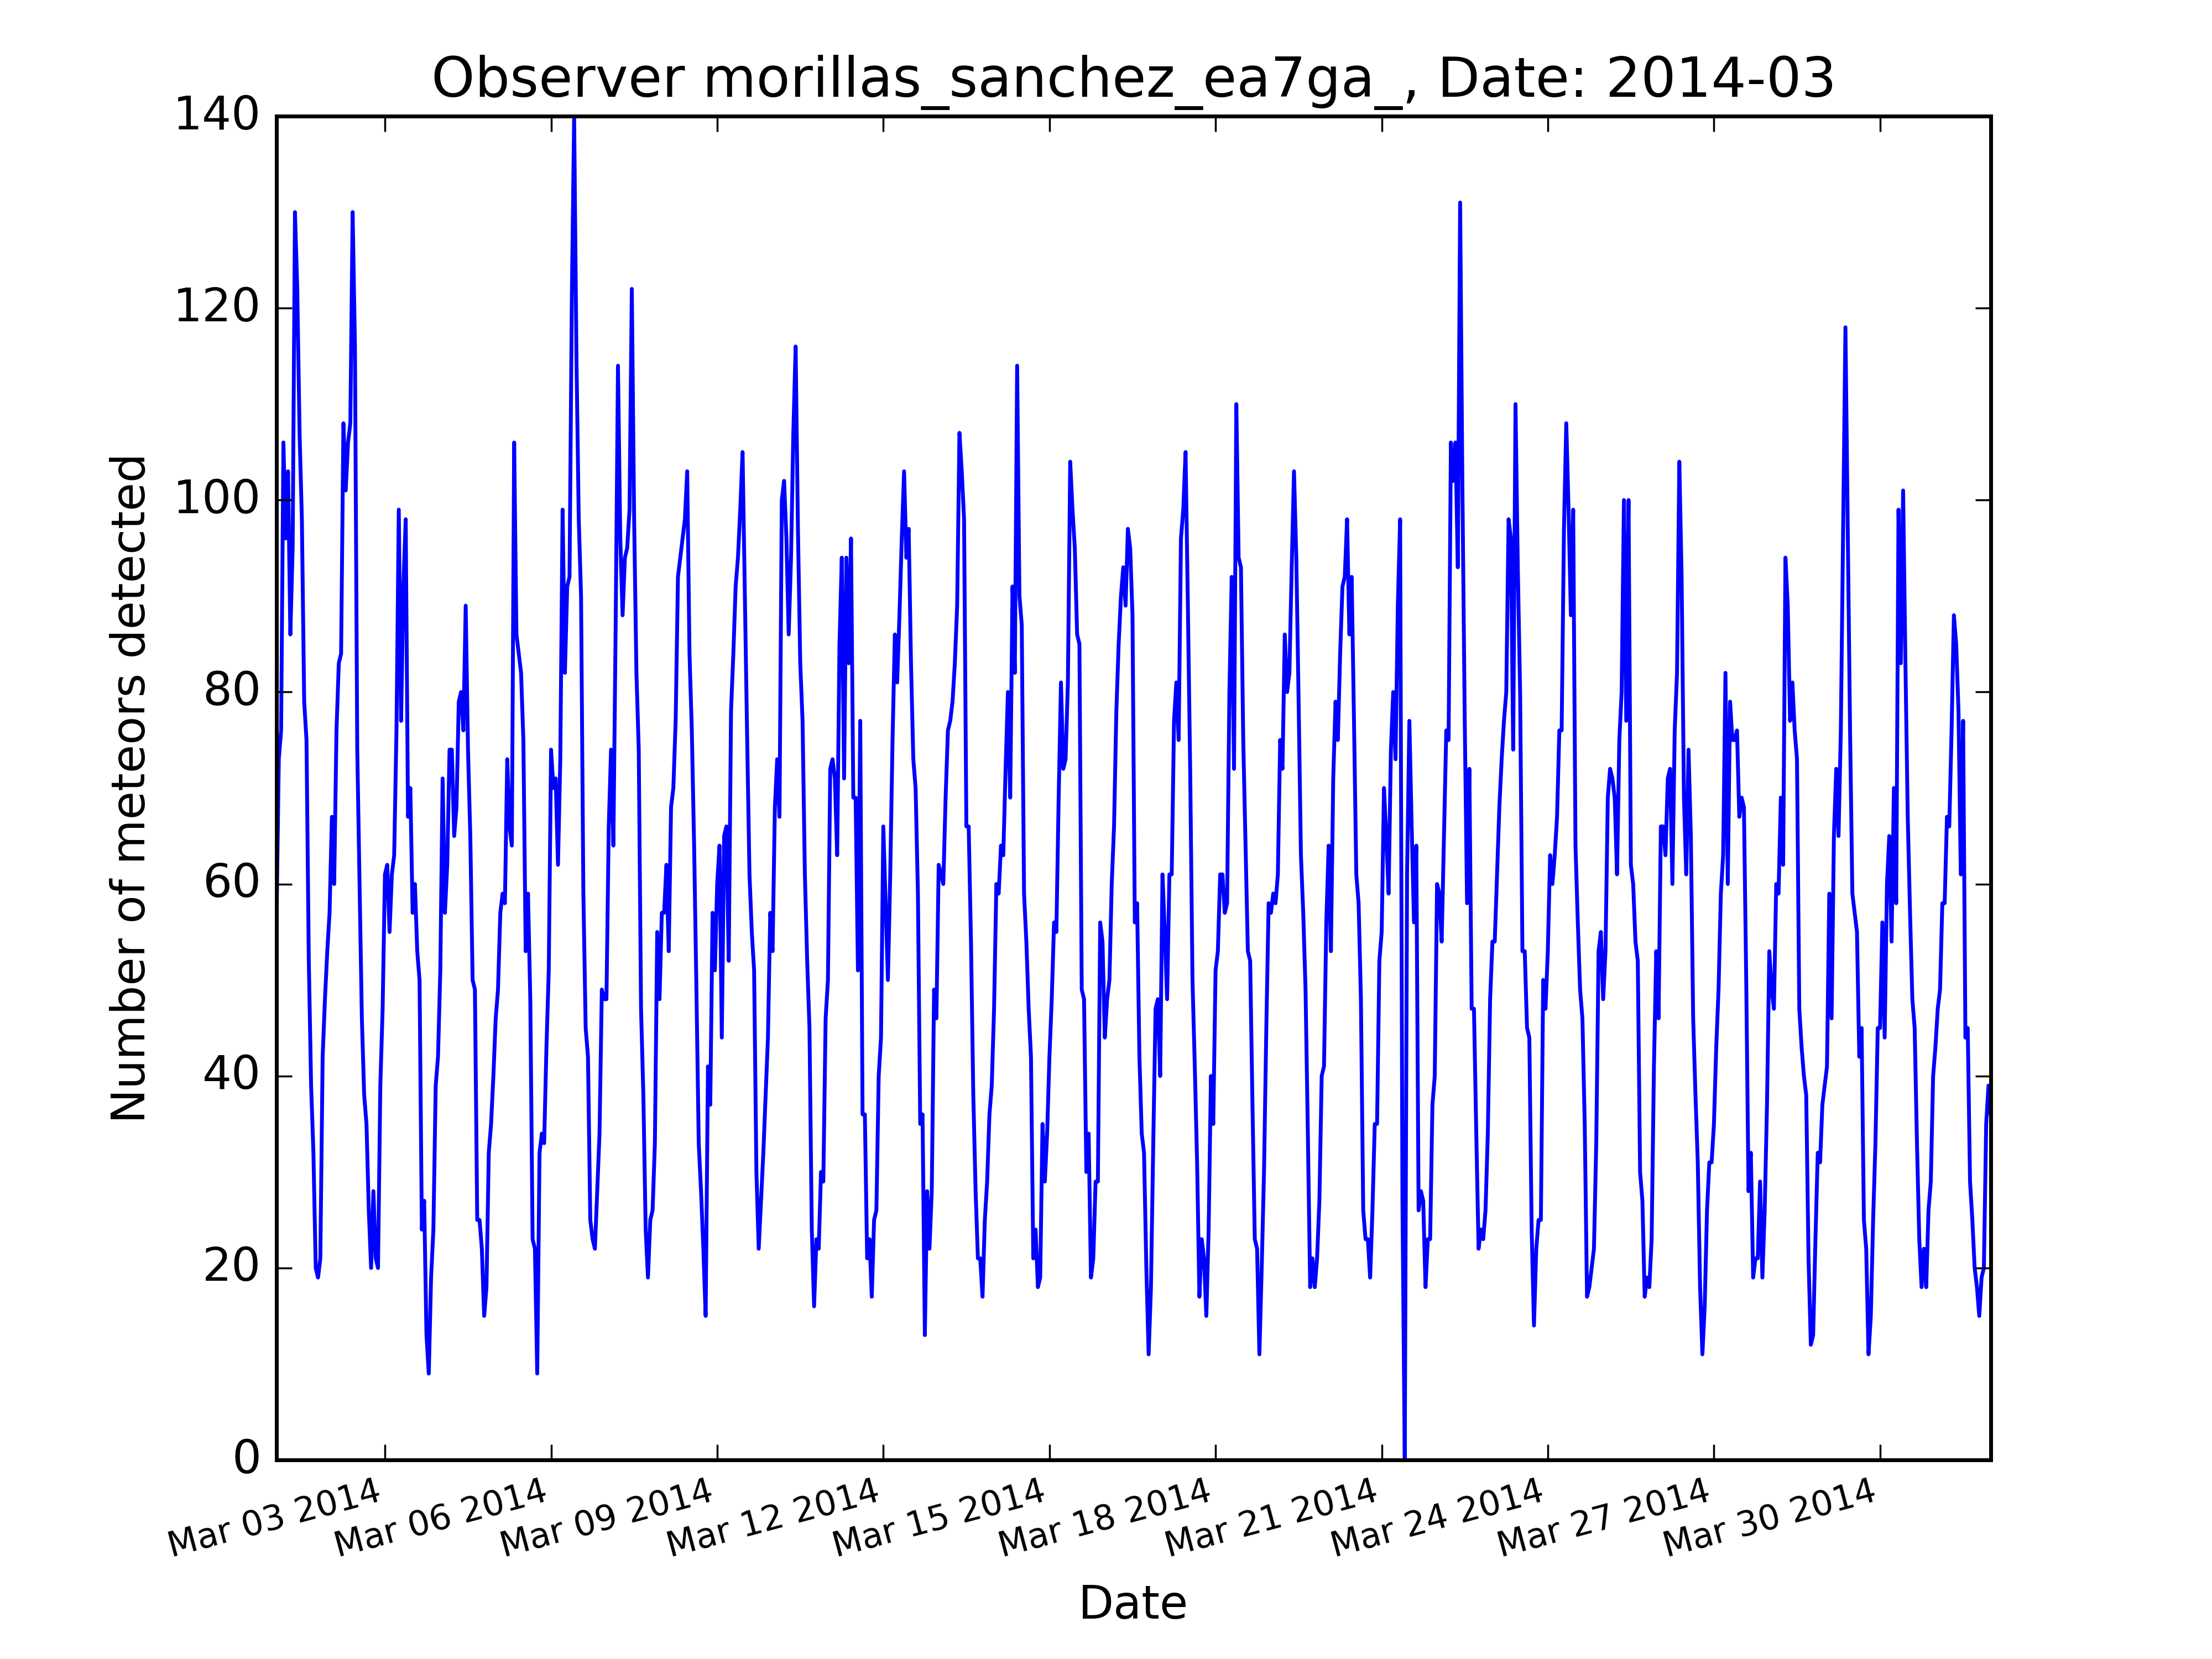 Observer morillas_sanchez_ea7ga_, Date: 2014-03
140
120
100
80
60
40
20
0
Number of meteors detected
Mar 03 2014
Mar 06 2014
Mar 09 2014
Mar 12 2014
Mar 15 2014
Mar 18 2014
Mar 21 2014
Mar 24 2014
Mar 27 2014
Mar 30 2014
Date